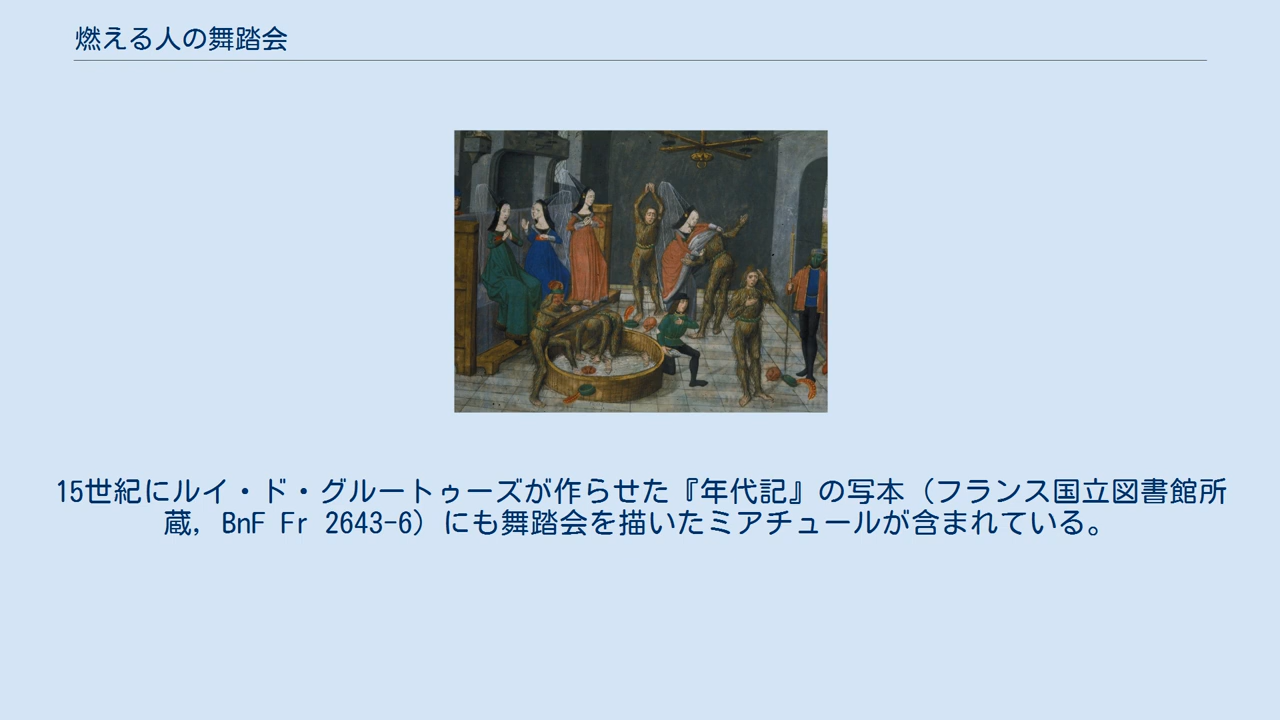 燃える人の舞踏会
15世紀にルイ・ド・グルートゥーズが作らせた『年代記』の写本（フランス国立図書館所
蔵, BnF Fr 2643-6）にも舞踏会を描いたミアチュールが含まれている。